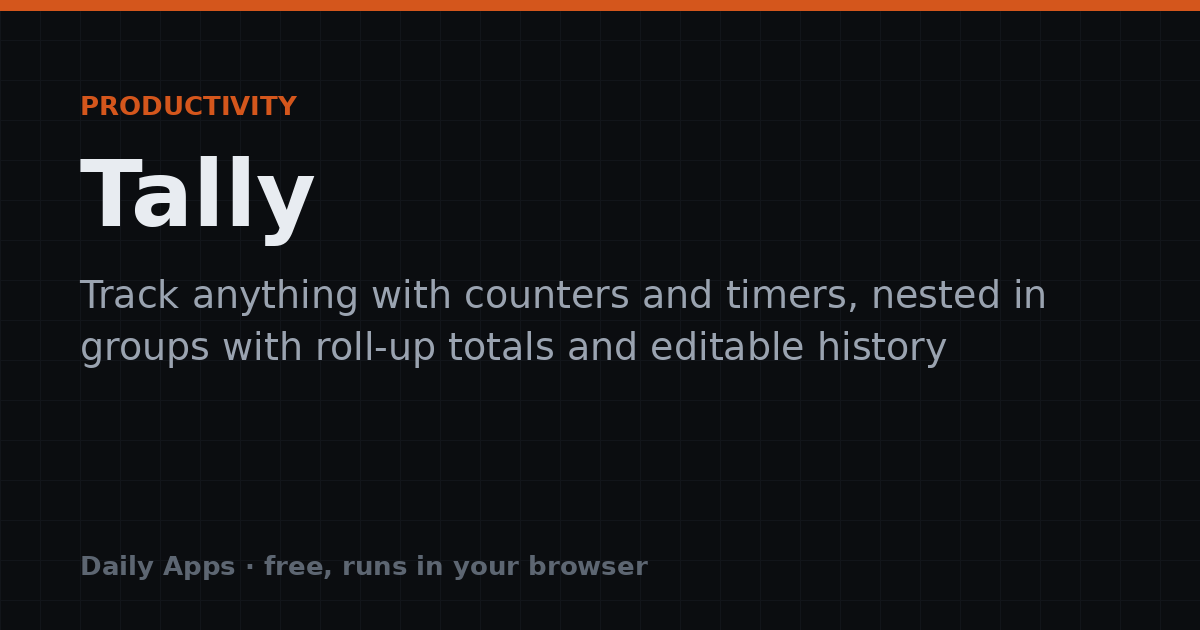 PRODUCTIVITY
Tally
Track anything with counters and timers, nested in
groups with roll-up totals and editable history
Daily Apps · free, runs in your browser